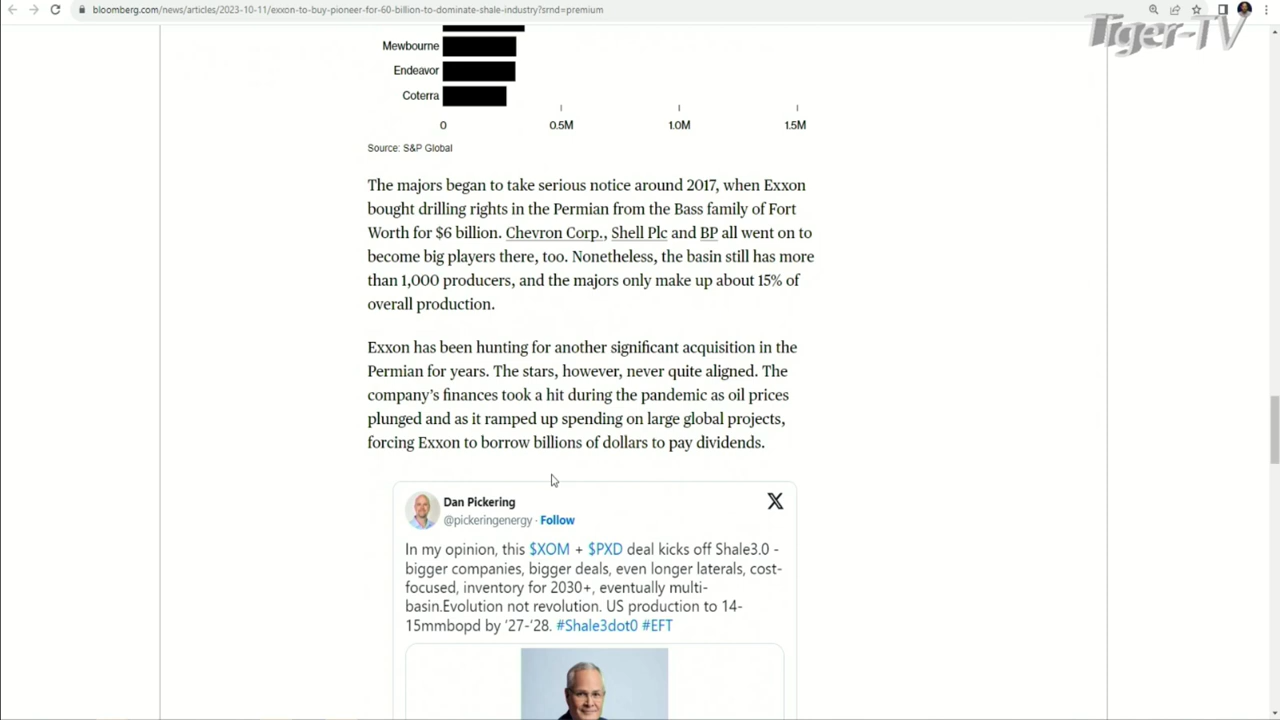 bloomberg.com/news/articles/2023-10-11/exxon-to-buy-pioneer-for-60-billion-to-dominate-shale-industry?srnd=premium
Tiger-TV
Mewbourne
Endeavor
Coterra
0 0.5M 1.0M 1.5M
Source: S&P Global
The majors began to take serious notice around 2017, when Exxon
bought drilling rights in the Permian from the Bass family of Fort
Worth for $6 billion. Chevron Corp., Shell Plc and BP all went on to
become big players there, too. Nonetheless, the basin still has more
than 1,000 producers, and the majors only make up about 15% of
overall production.
Exxon has been hunting for another significant acquisition in the
Permian for years. The stars, however, never quite aligned. The
company's finances took a hit during the pandemic as oil prices
plunged and as it ramped up spending on large global projects,
forcing Exxon to borrow billions of dollars to pay dividends.
Dan Pickering
@pickeringenergy · Follow
In my opinion, this $XOM + $PXD deal kicks off Shale3.0 -
bigger companies, bigger deals, even longer laterals, cost-
focused, inventory for 2030+, eventually multi-
basin.Evolution not revolution. US production to 14-
15mmbopd by '27-'28. #Shale3dot0 #EFT